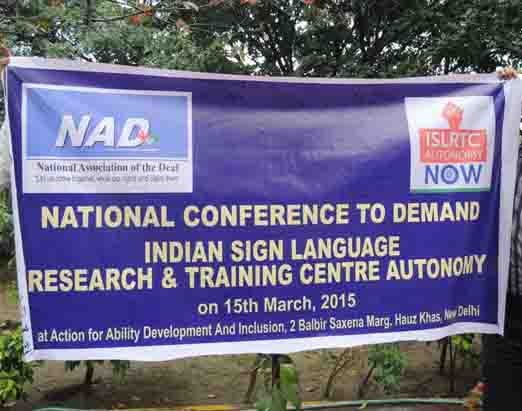 NAD
National Association of the Deaf
ISLRTC
AUTONOMY
NOW
NATIONAL CONFERENCE TO DEMAND
INDIAN SIGN LANGUAGE
RESEARCH & TRAINING CENTRE AUTONOMY
on 15th March, 2015
at Action for Ability Development And Inclusion, 2 Balbir Saxena Marg, Hauz Khas, New Delhi